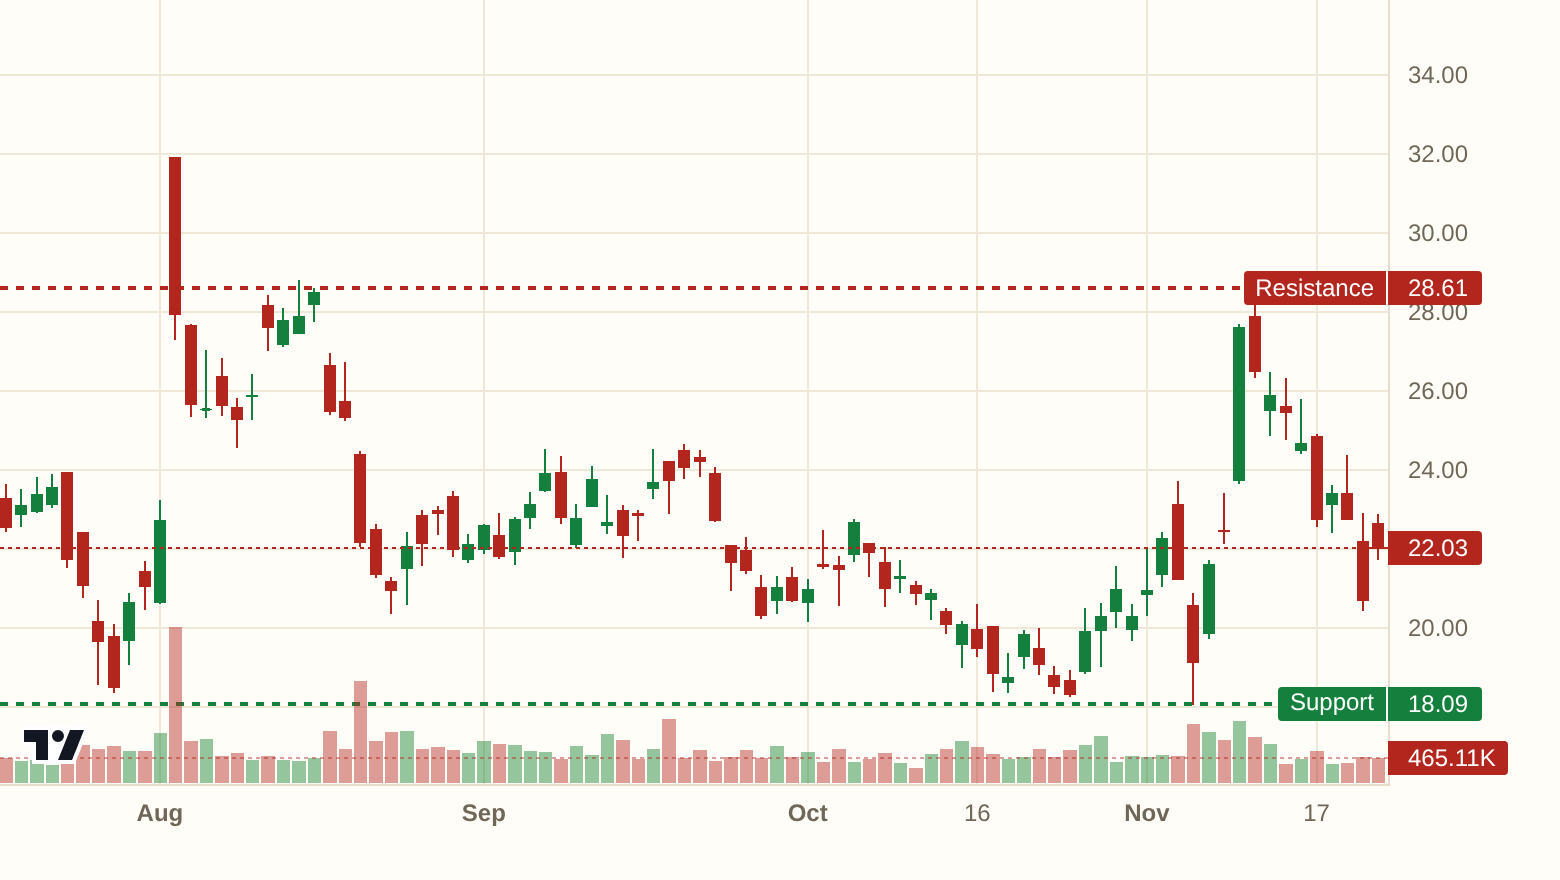 34.00
32.00
30.00
Resistance 28.61
28.00
26.00
24.00
22.03
20.00
Support 18.09
465.11K
Aug Sep Oct 16 Nov 17